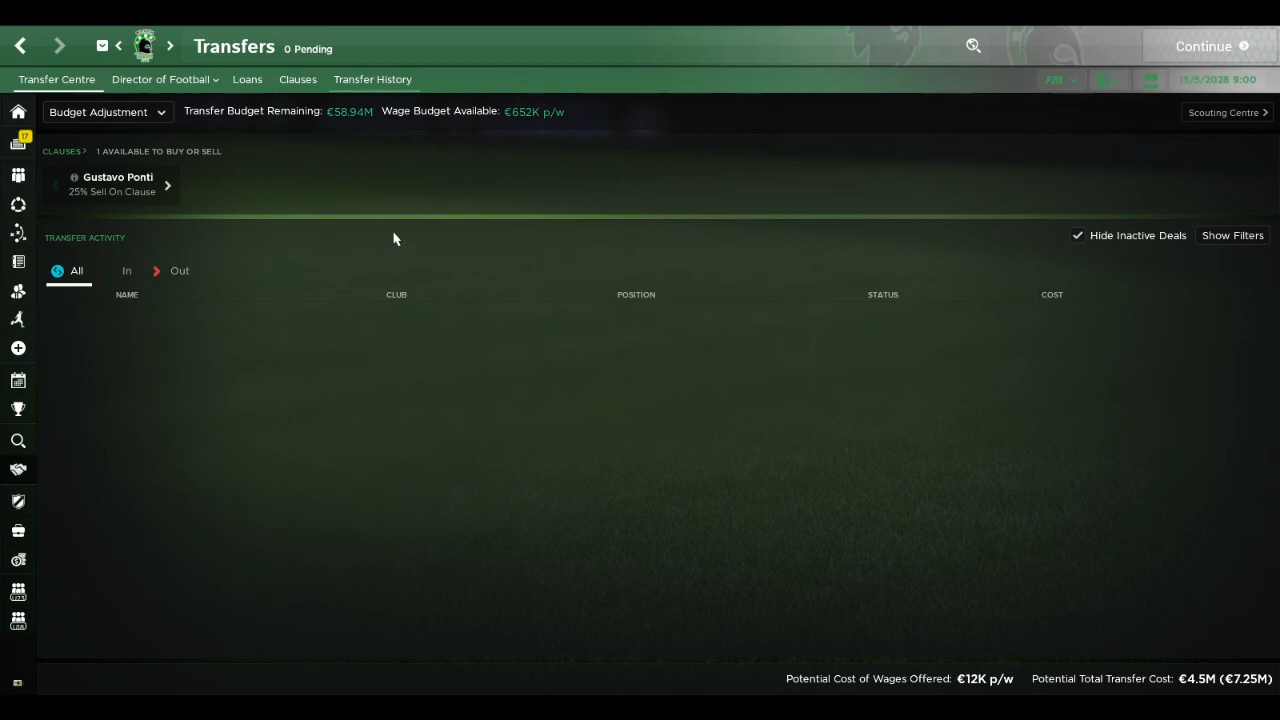 Transfers 0 Pending
Continue
Transfer Centre Director of Football Loans Clauses Transfer History
FM 15/5/2028 9:00
Budget Adjustment Transfer Budget Remaining: €58.94M Wage Budget Available: €652K p/w Scouting Centre
17
CLAUSES 1 AVAILABLE TO BUY OR SELL
Gustavo Ponti
25% Sell On Clause
TRANSFER ACTIVITY Hide Inactive Deals Show Filters
All In Out
NAME CLUB POSITION STATUS COST
Potential Cost of Wages Offered: €12K p/w Potential Total Transfer Cost: €4.5M (€7.25M)